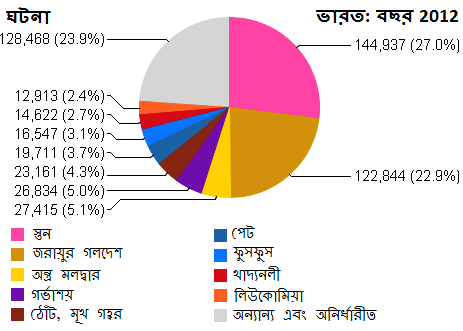 ঘটনা
ভারত: বছর 2012
128,468 (23.9%)
144,937 (27.0%)
12,913 (2.4%)
14,622 (2.7%)
16,547 (3.1%)
19,711 (3.7%)
23,161 (4.3%)
26,834 (5.0%)
27,415 (5.1%)
122,844 (22.9%)
স্তন
জরায়ুর গলদেশ
অন্ত্র মলদ্বার
গর্ভাশয়
ঠোঁট, মূখ গহ্বর
পেট
ফুসফুস
খাদ্যনলী
লিউকোমিয়া
অন্যান্য এবং অনির্ধারীত